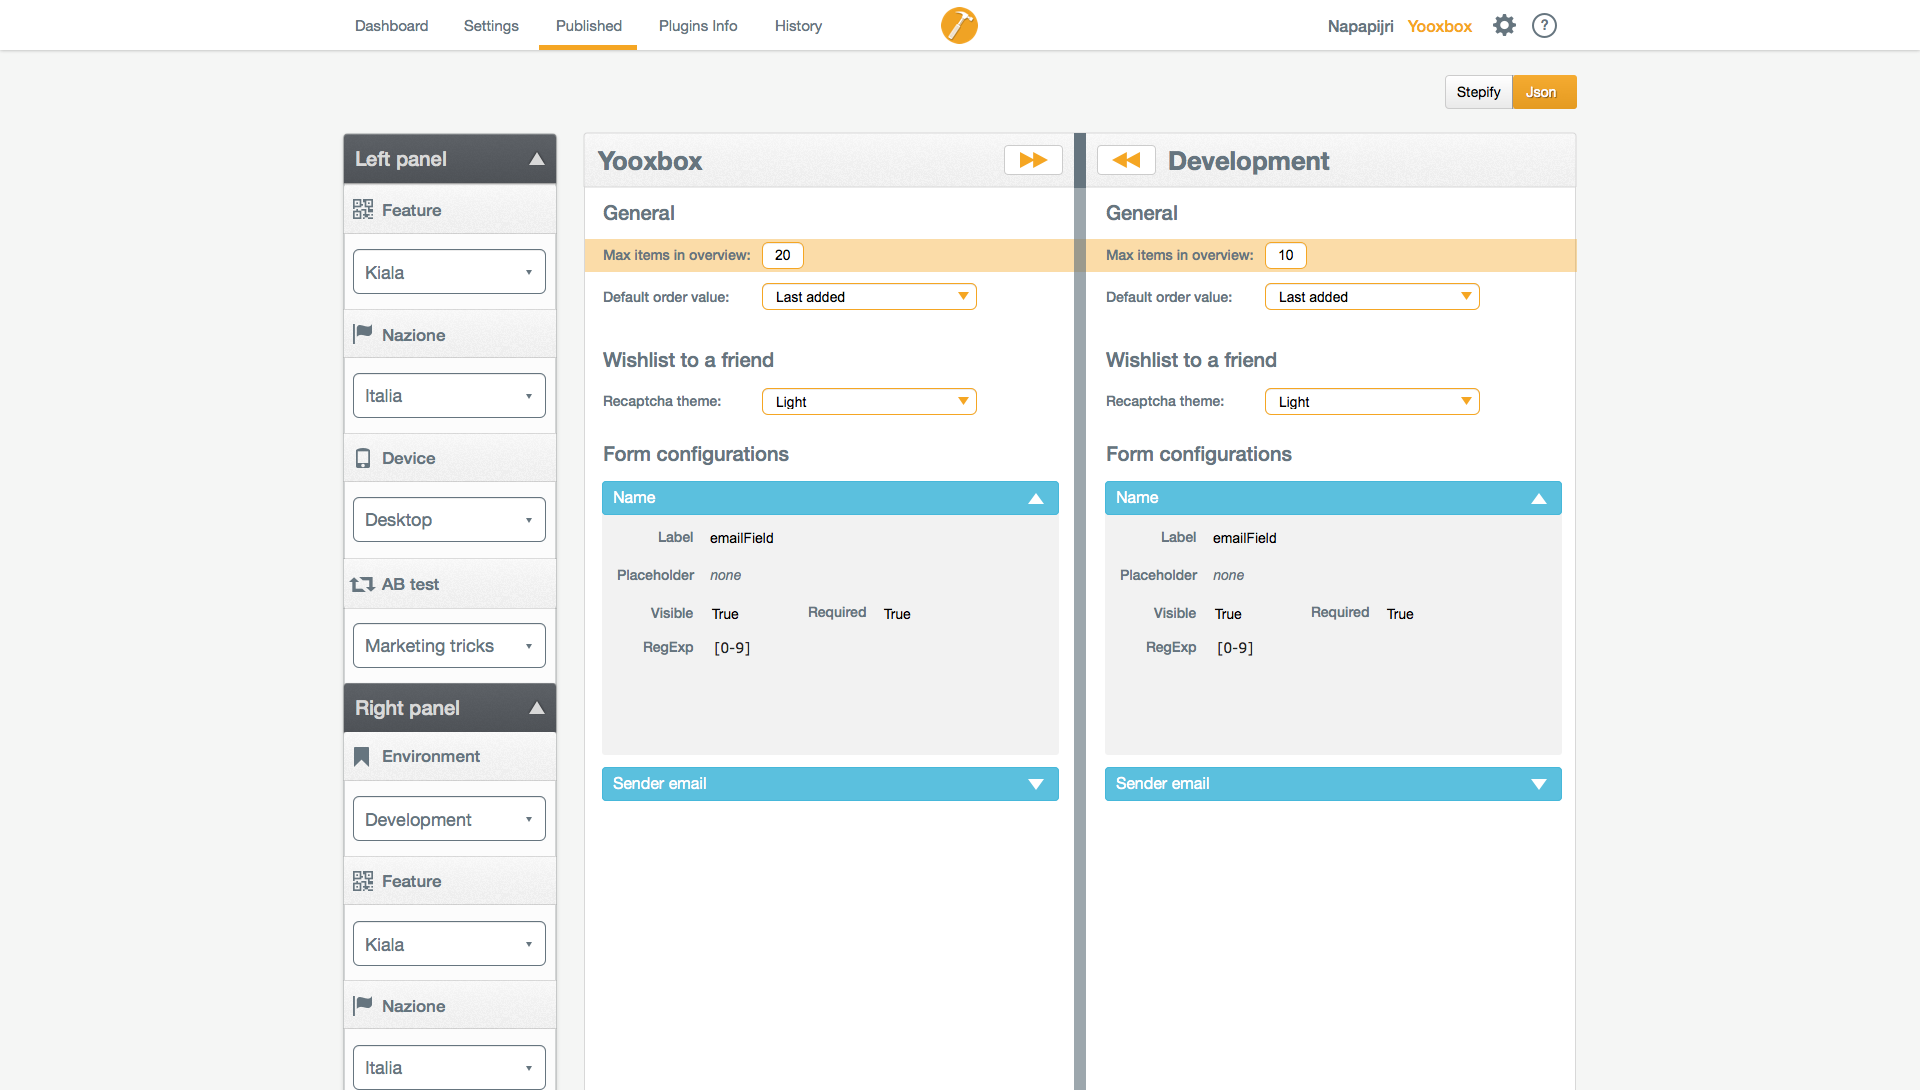 Dashboard Settings Published Plugins Info History Napapijri Yooxbox ?
Stepify Json
Left panel
Feature
Kiala
Nazione
Italia
Device
Desktop
AB test
Marketing tricks
Right panel
Environment
Development
Feature
Kiala
Nazione
Italia
Yooxbox
General
Max items in overview: 20
Default order value: Last added
Wishlist to a friend
Recaptcha theme: Light
Form configurations
Name
Label emailField
Placeholder none
Visible True Required True
RegExp [0-9]
Sender email
Development
General
Max items in overview: 10
Default order value: Last added
Wishlist to a friend
Recaptcha theme: Light
Form configurations
Name
Label emailField
Placeholder none
Visible True Required True
RegExp [0-9]
Sender email